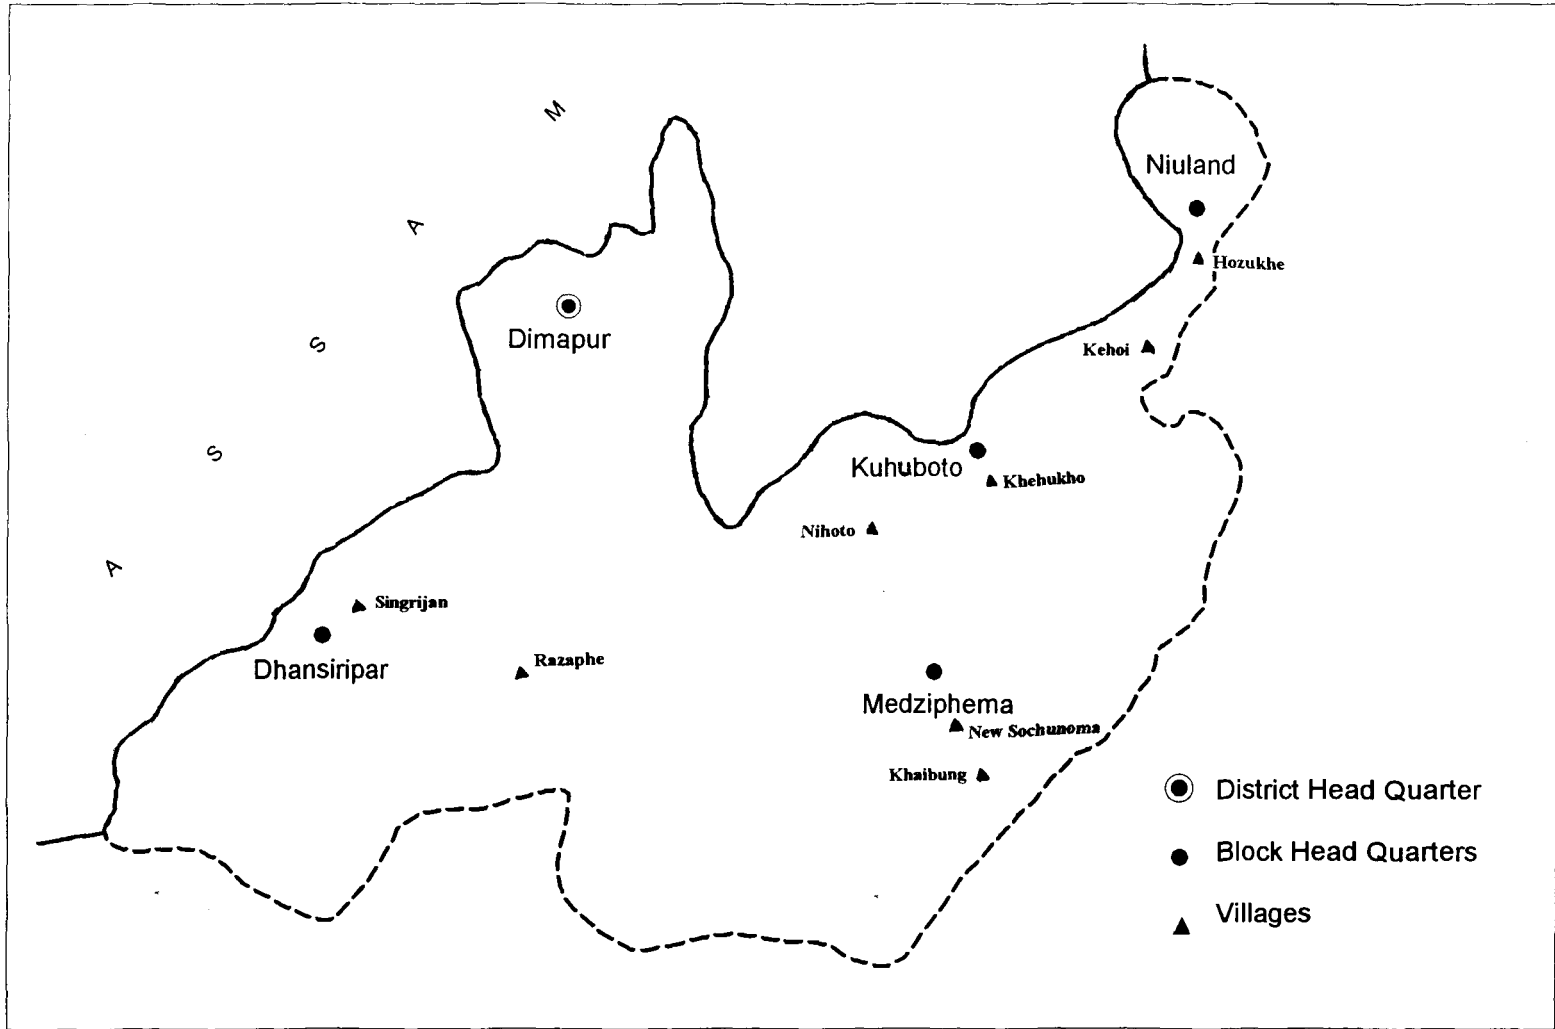 A S S A M
Niuland
Hozukhe
Dimapur
Kehoi
Kuhuboto
Khehukho
Nihoto
Singrijan
Dhansiripar
Razaphe
Medziphema
New Sochunoma
Khaibung
District Head Quarter
Block Head Quarters
Villages